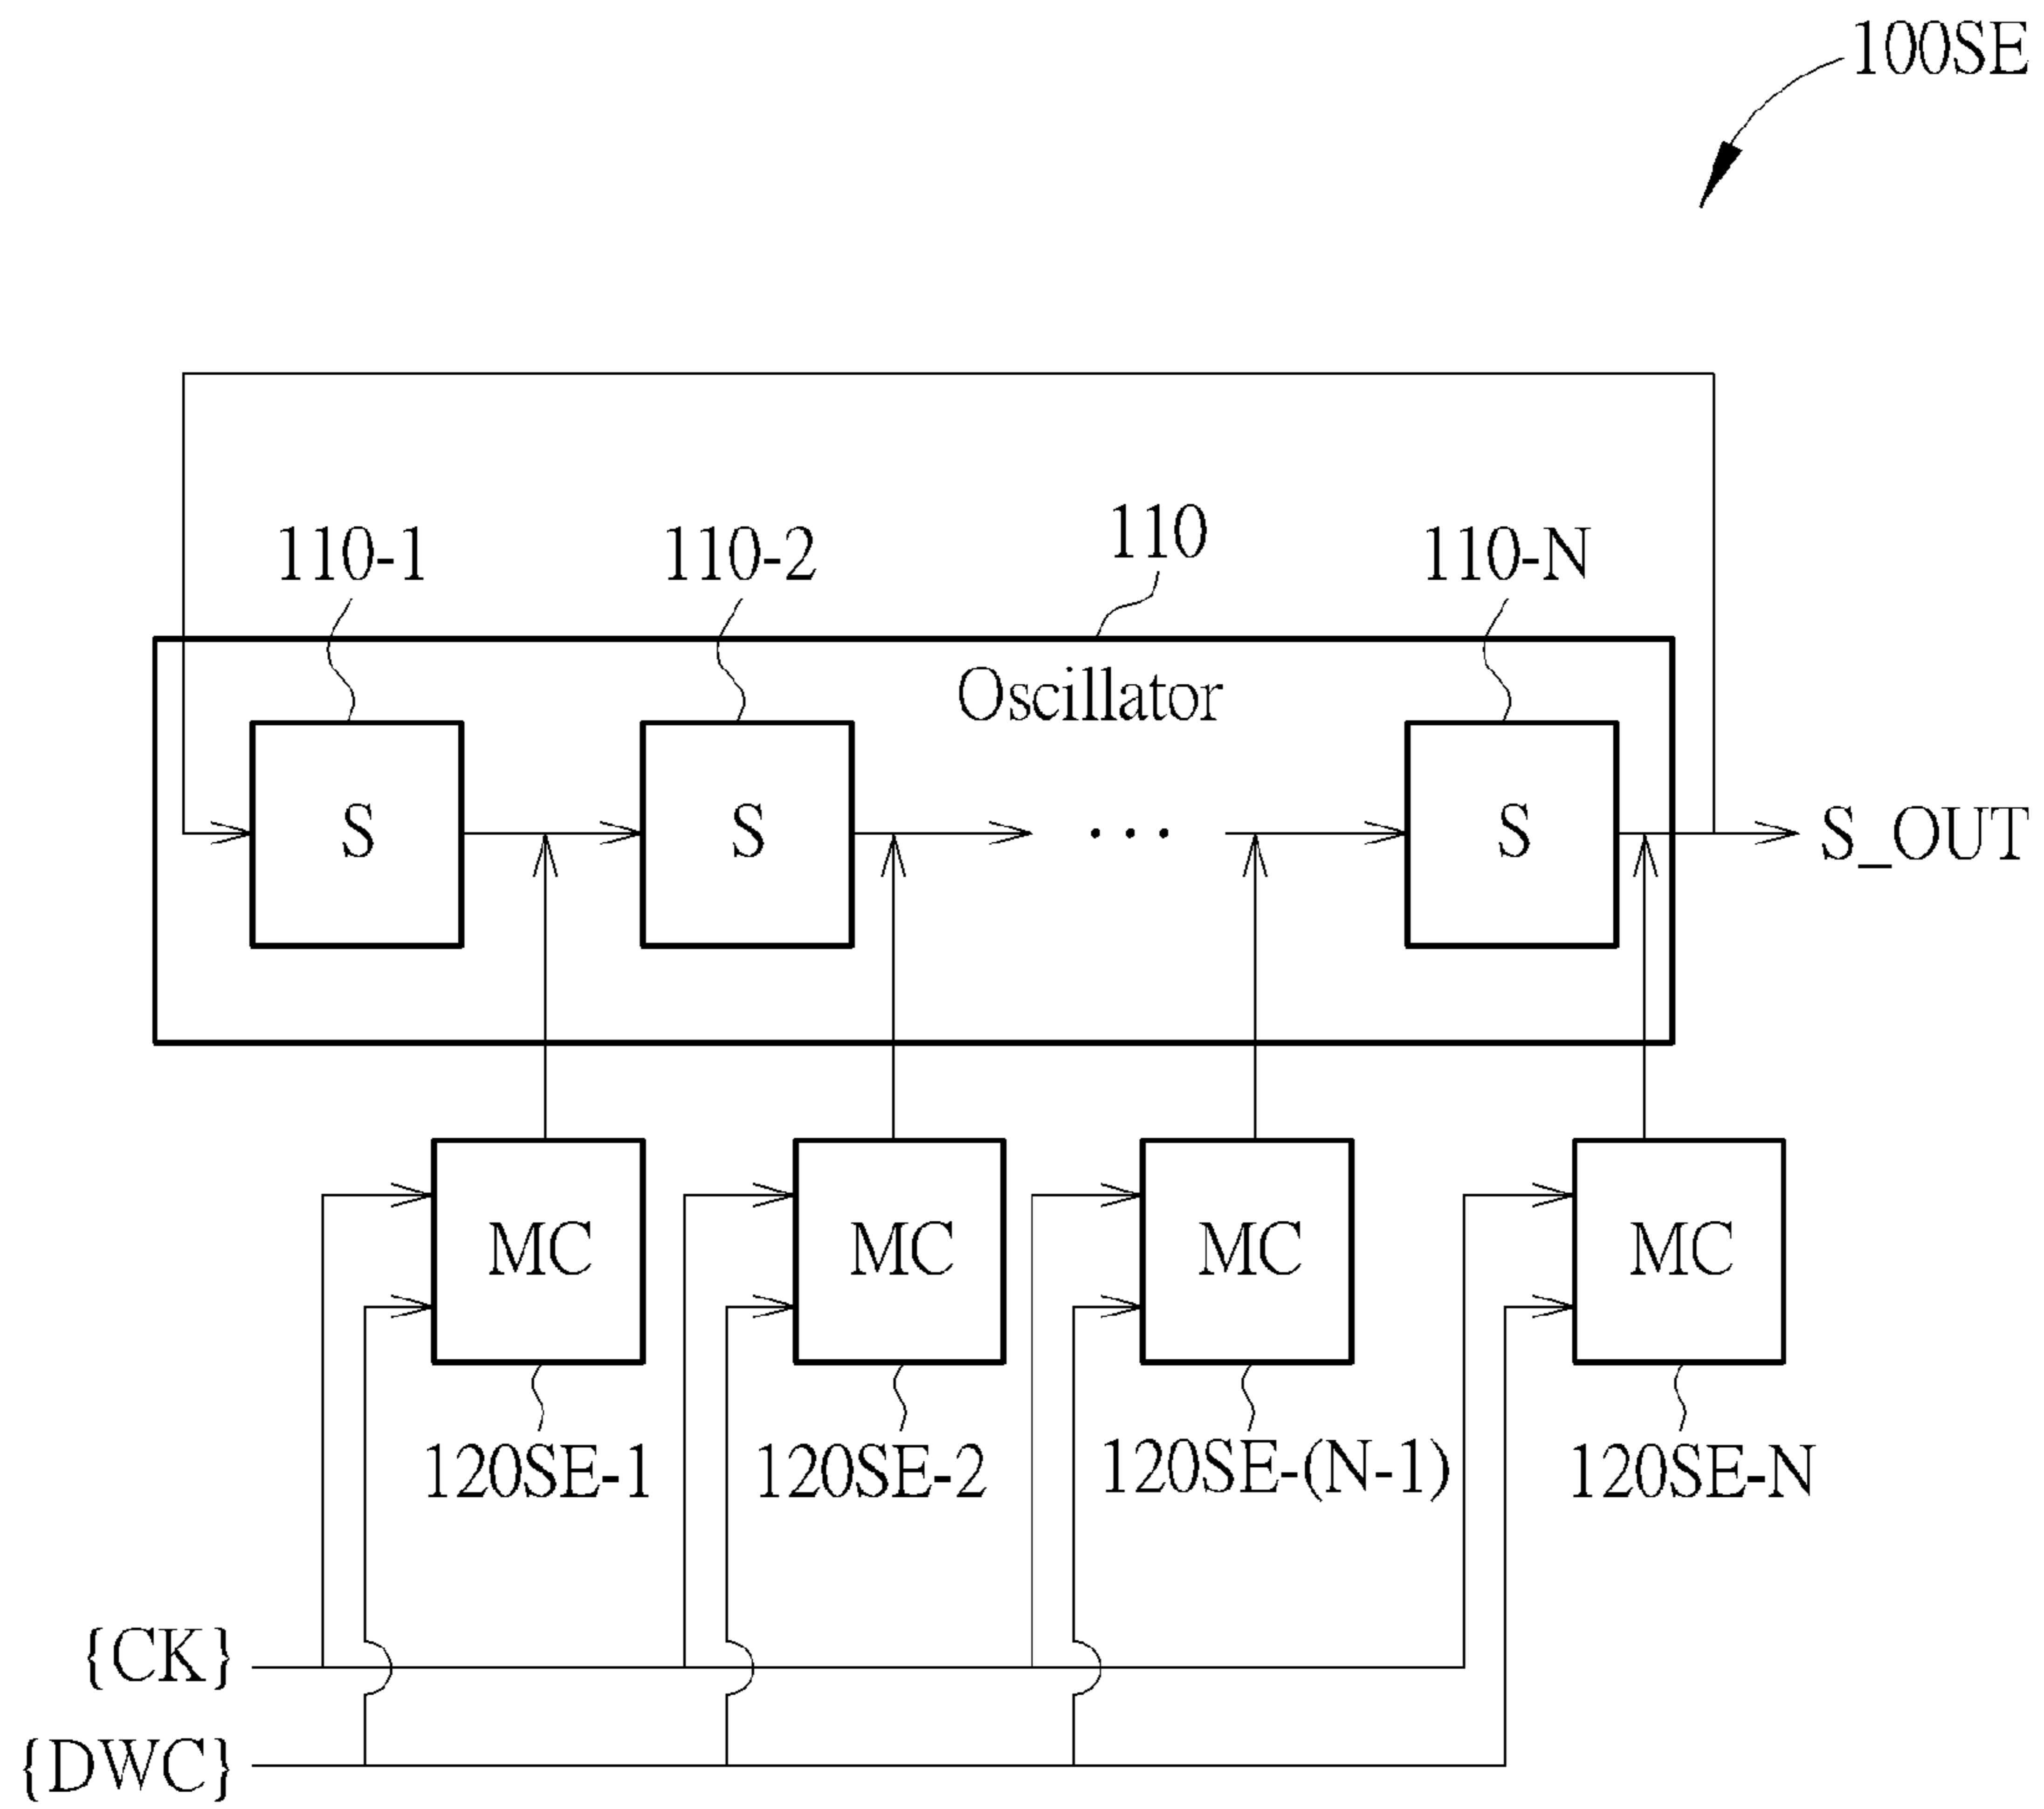 100SE
110-1
110-2
110
110-N
Oscillator
S
S
...
S
S_OUT
MC
MC
MC
MC
120SE-1
120SE-2
120SE-(N-1)
120SE-N
{CK}
{DWC}